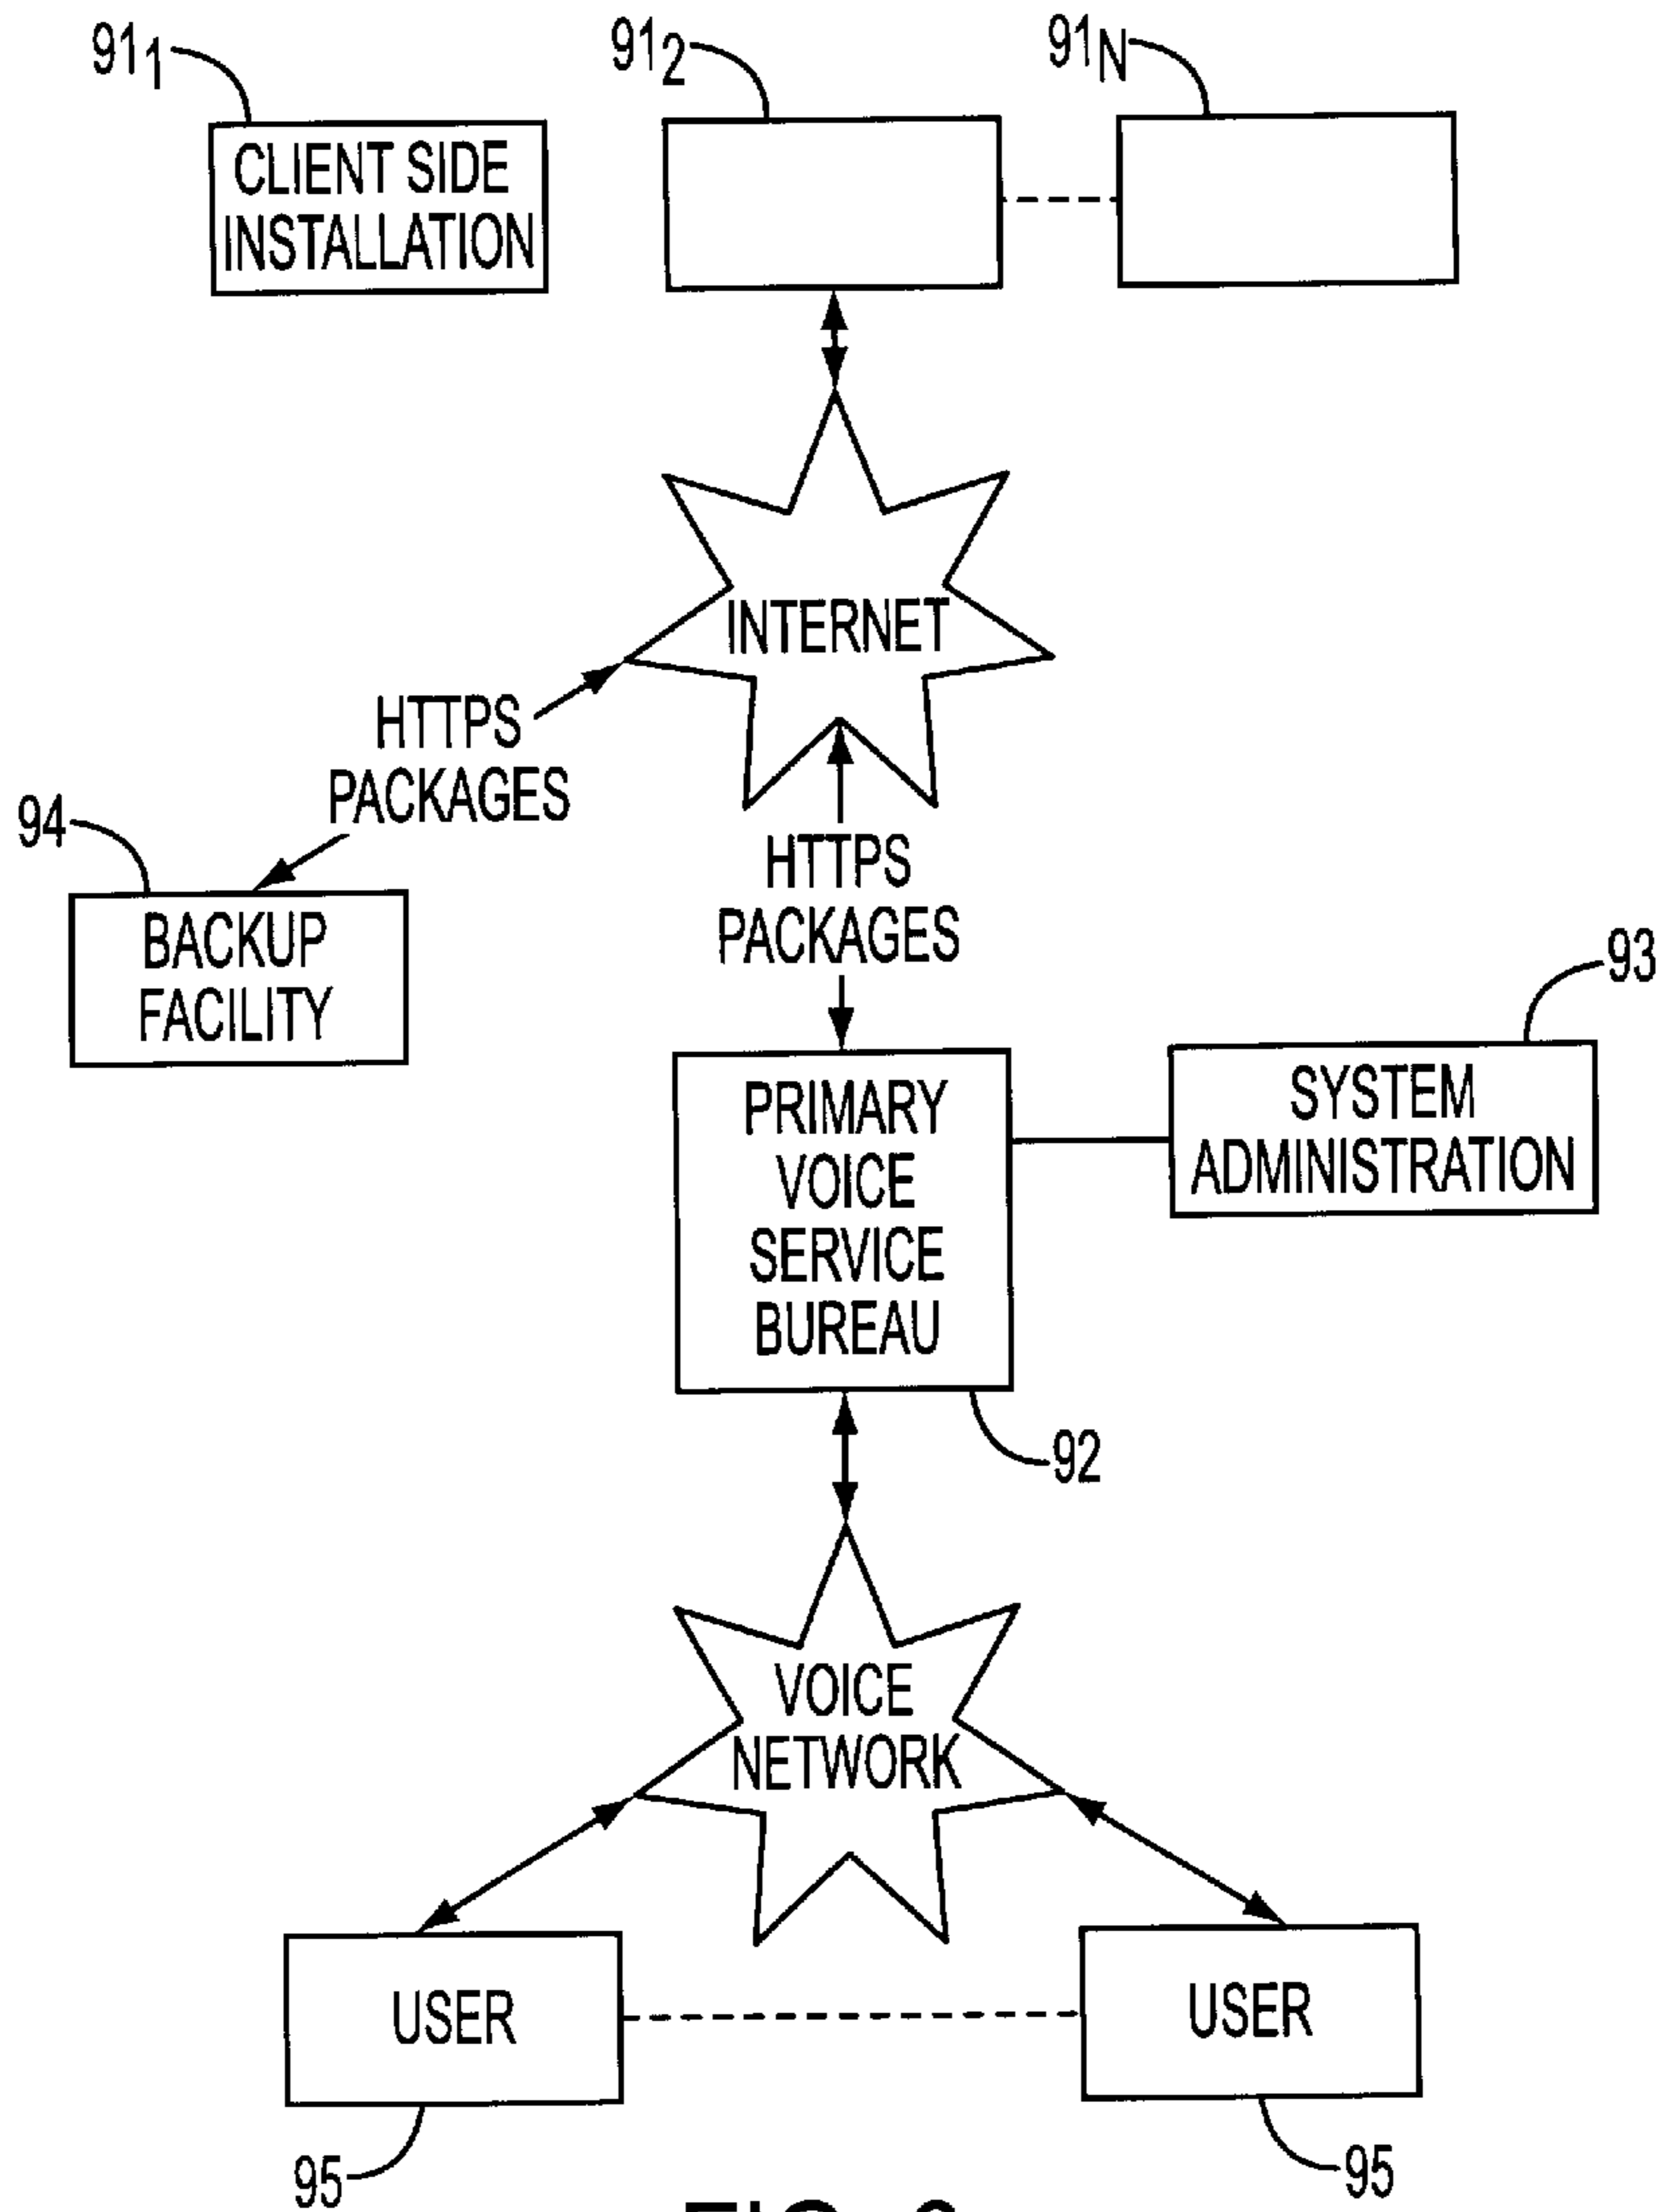 91₁
91₂
91N
CLIENT SIDE
INSTALLATION
INTERNET
HTTPS
PACKAGES
94
HTTPS
PACKAGES
BACKUP
FACILITY
93
SYSTEM
ADMINISTRATION
PRIMARY
VOICE
SERVICE
BUREAU
92
VOICE
NETWORK
USER
USER
95
95